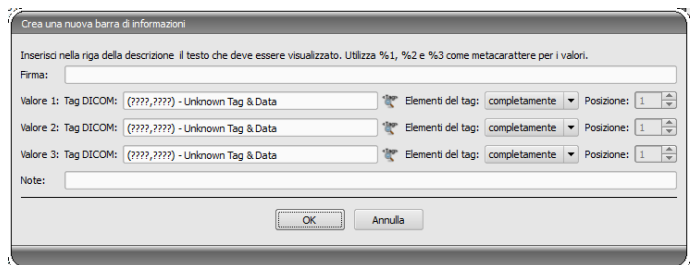 Crea una nuova barra di informazioni
Inserisci nella riga della descrizione il testo che deve essere visualizzato. Utilizza %1, %2 e %3 come metacarattere per i valori.
Firma:
Valore 1: Tag DICOM: (????,????) - Unknown Tag & Data Elementi del tag: completamente Posizione: 1
Valore 2: Tag DICOM: (????,????) - Unknown Tag & Data Elementi del tag: completamente Posizione: 1
Valore 3: Tag DICOM: (????,????) - Unknown Tag & Data Elementi del tag: completamente Posizione: 1
Note:
OK Annulla